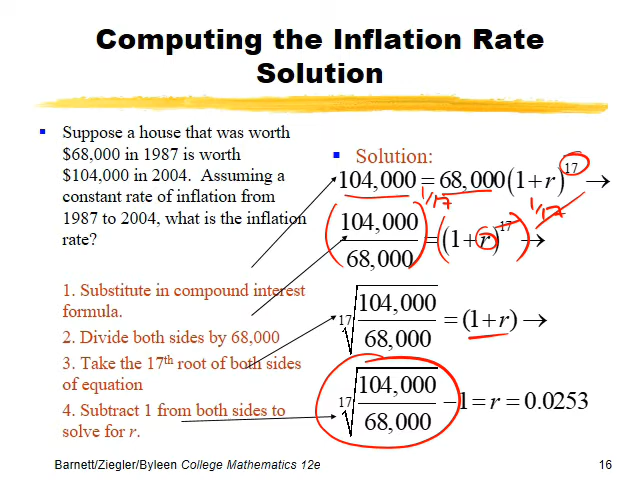 Computing the Inflation Rate
Solution
Suppose a house that was worth
$68,000 in 1987 is worth
$104,000 in 2004. Assuming a
constant rate of inflation from
1987 to 2004, what is the inflation
rate?
1. Substitute in compound interest
formula.
2. Divide both sides by 68,000
3. Take the 17th root of both sides
of equation
4. Subtract 1 from both sides to
solve for r.
Solution:
104,000 = 68,000(1+r)^17 →
1/17 1/17
(104,000/68,000) = ((1+r)^17) →
17√(104,000/68,000) = (1+r) →
17√(104,000/68,000) − 1 = r = 0.0253
Barnett/Ziegler/Byleen College Mathematics 12e
16